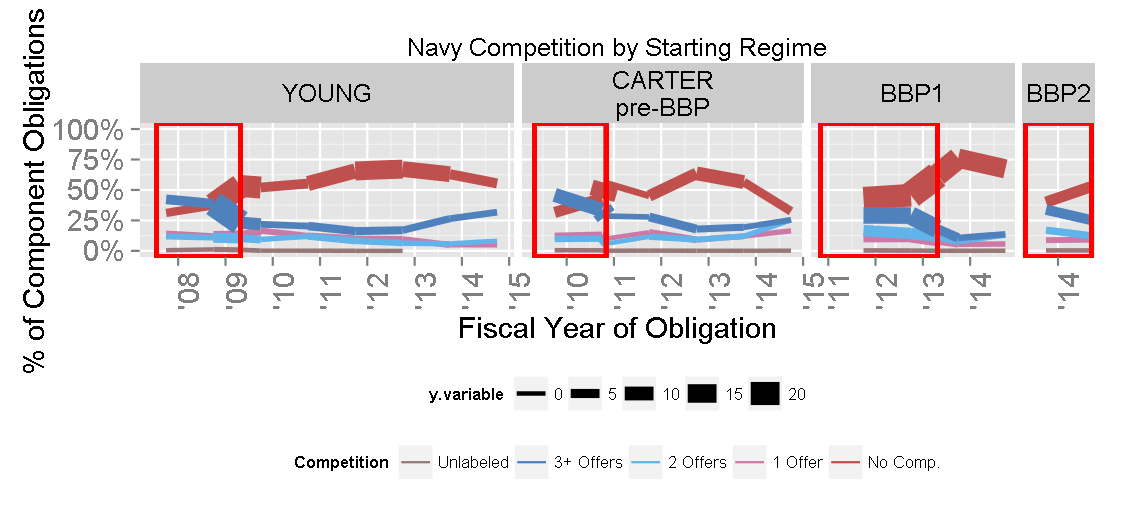 Navy Competition by Starting Regime
YOUNG
CARTER
pre-BBP
BBP1
BBP2
% of Component Obligations
100%
75%
50%
25%
0%
'08 '09 '10 '11 '12 '13 '14 '15
'10 '11 '12 '13 '14 '15
'11 '12 '13 '14
'14
Fiscal Year of Obligation
y.variable 0 5 10 15 20
Competition Unlabeled 3+ Offers 2 Offers 1 Offer No Comp.